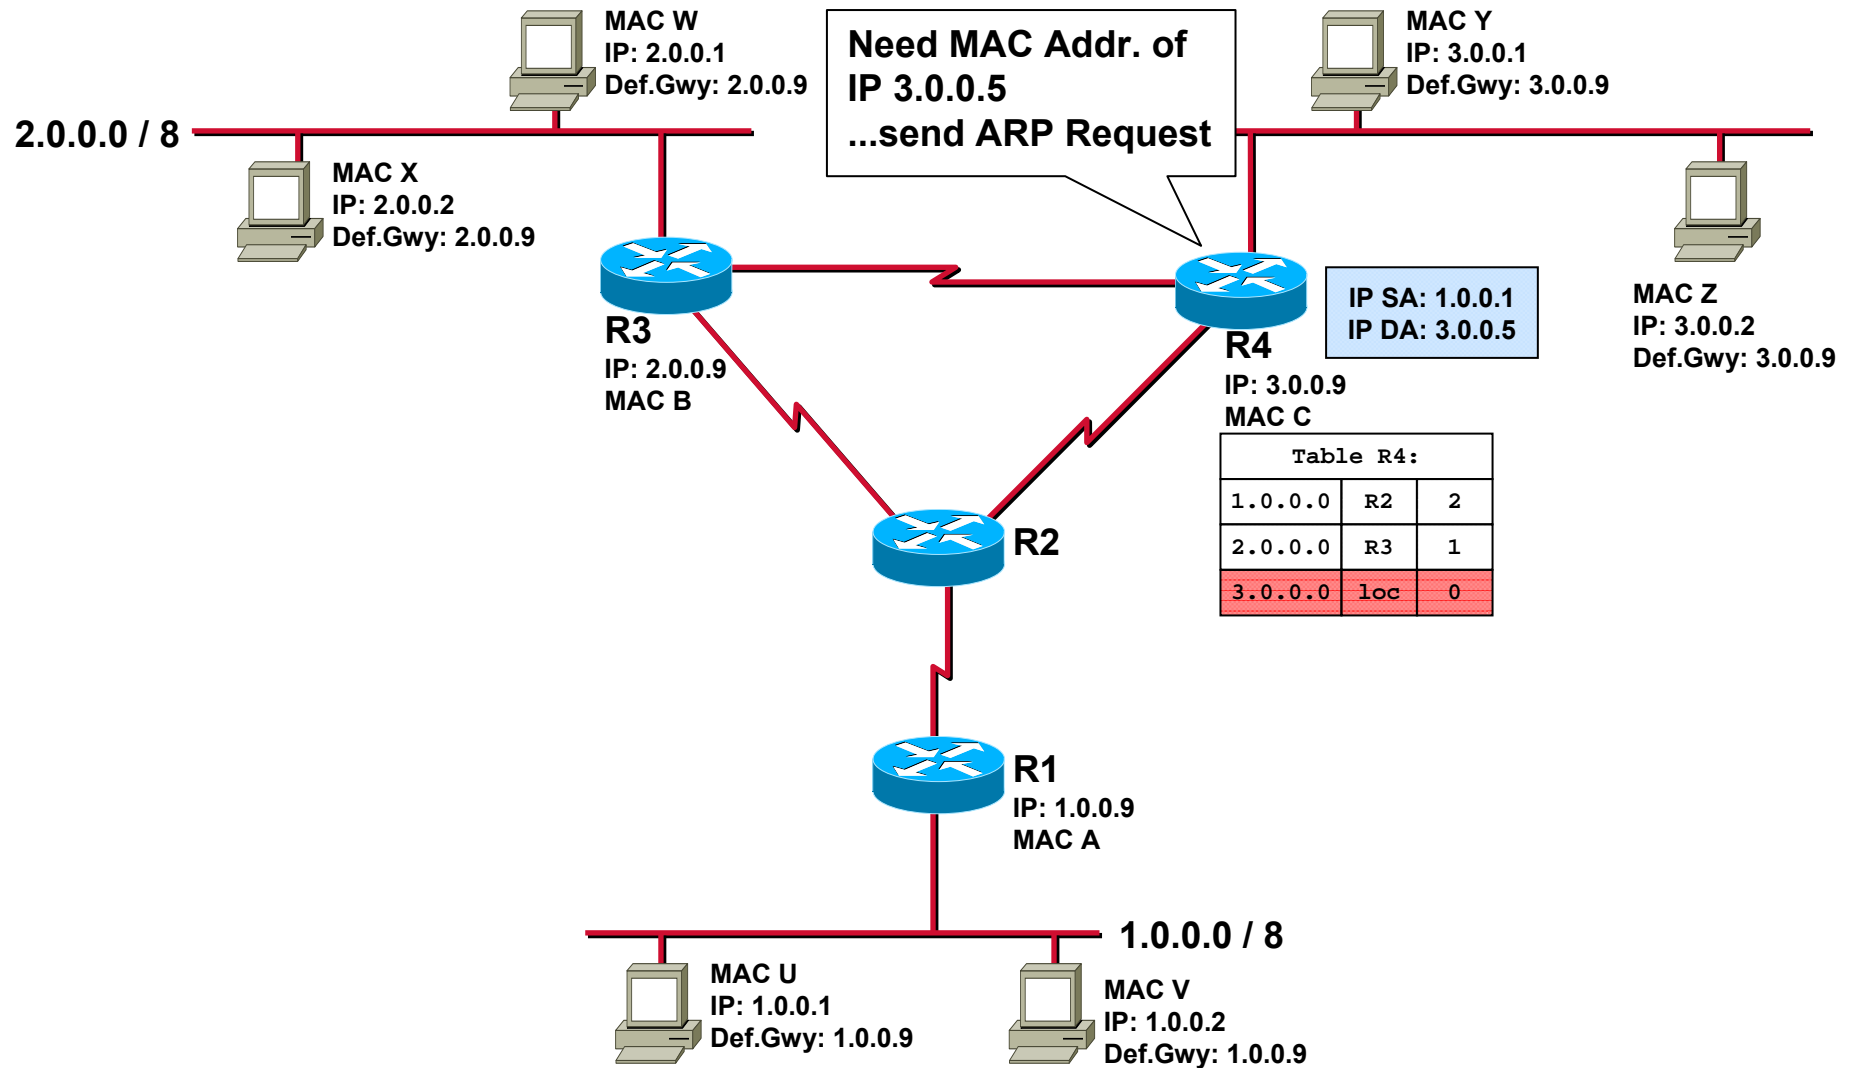 MAC W
IP: 2.0.0.1
Def.Gwy: 2.0.0.9
Need MAC Addr. of
IP 3.0.0.5
...send ARP Request
MAC Y
IP: 3.0.0.1
Def.Gwy: 3.0.0.9
2.0.0.0 / 8
MAC X
IP: 2.0.0.2
Def.Gwy: 2.0.0.9
R3
IP: 2.0.0.9
MAC B
R4
IP: 3.0.0.9
MAC C
IP SA: 1.0.0.1
IP DA: 3.0.0.5
MAC Z
IP: 3.0.0.2
Def.Gwy: 3.0.0.9
Table R4:
1.0.0.0 R2 2
2.0.0.0 R3 1
3.0.0.0 loc 0
R2
R1
IP: 1.0.0.9
MAC A
1.0.0.0 / 8
MAC U
IP: 1.0.0.1
Def.Gwy: 1.0.0.9
MAC V
IP: 1.0.0.2
Def.Gwy: 1.0.0.9